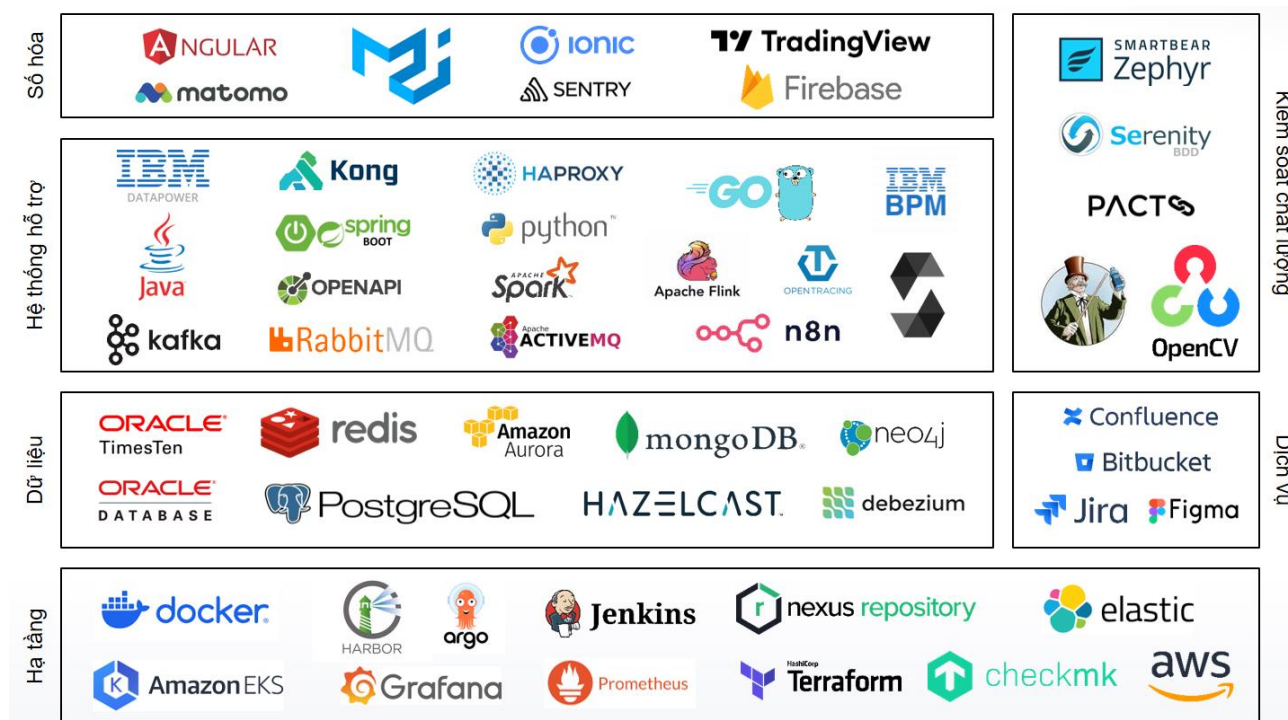 Số hóa
ANGULAR
IONIC
TradingView
matomo
SENTRY
Firebase
Hệ thống hỗ trợ
IBM
DATAPOWER
Kong
HAPROXY
GO
IBM
BPM
Java
spring
BOOT
python™
OPENAPI
APACHE
Spark™
Apache Flink
OPENTRACING
kafka
RabbitMQ
Apache
ACTIVEMQ
n8n
Dữ liệu
ORACLE®
TimesTen
redis
Amazon
Aurora
mongoDB®
neo4j
ORACLE®
DATABASE
PostgreSQL
HAZELCAST
debezium
Kiểm soát chất lượng
SMARTBEAR
Zephyr
Serenity
BDD
PACT
OpenCV
Dịch vụ
Confluence
Bitbucket
Jira
Figma
Hạ tầng
docker
HARBOR
argo
Jenkins
r
nexus repository
elastic
K
Amazon EKS
Grafana
Prometheus
HashiCorp
Terraform
checkmk
aws